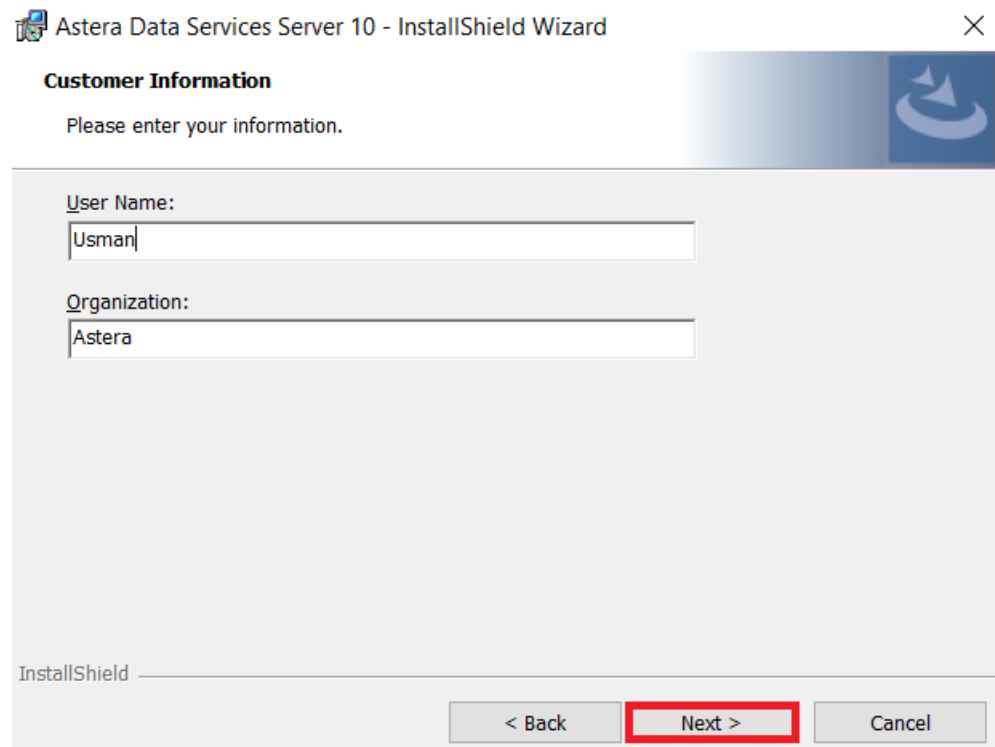 Astera Data Services Server 10 - InstallShield Wizard
Customer Information
Please enter your information.
User Name:
Usman
Organization:
Astera
InstallShield
< Back Next > Cancel